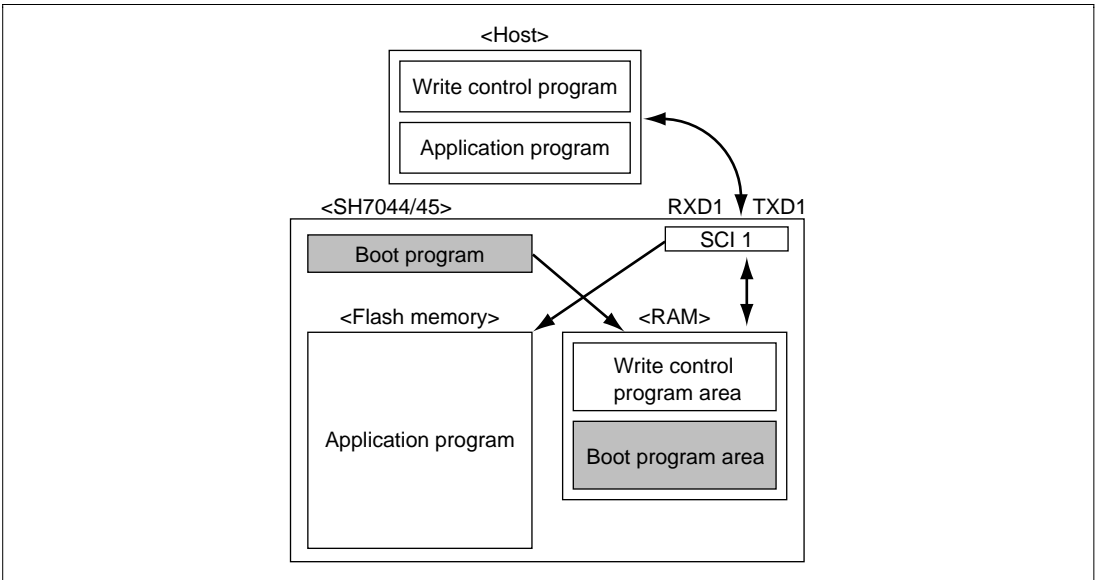 <Host>
Write control program
Application program
<SH7044/45>
RXD1
TXD1
SCI 1
Boot program
<Flash memory>
<RAM>
Write control
program area
Application program
Boot program area